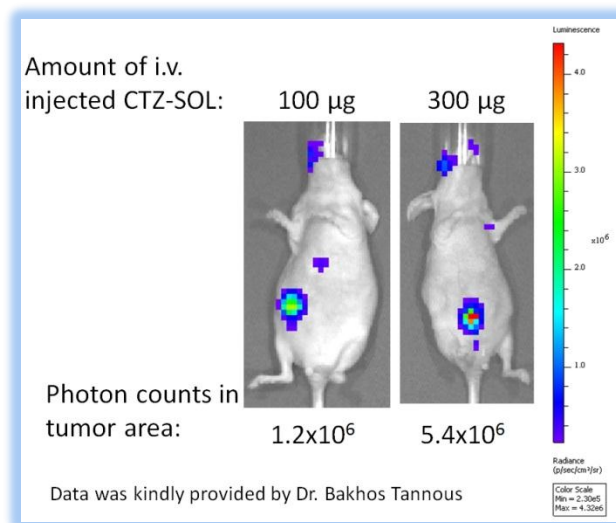 Luminescence
Amount of i.v.
injected CTZ-SOL: 100 µg 300 µg
4.0
3.0
x10⁶
2.0
1.0
Photon counts in
tumor area: 1.2x10⁶ 5.4x10⁶
Radiance
(p/sec/cm²/sr)
Color Scale
Min = 2.30e5
Max = 4.32e6
Data was kindly provided by Dr. Bakhos Tannous